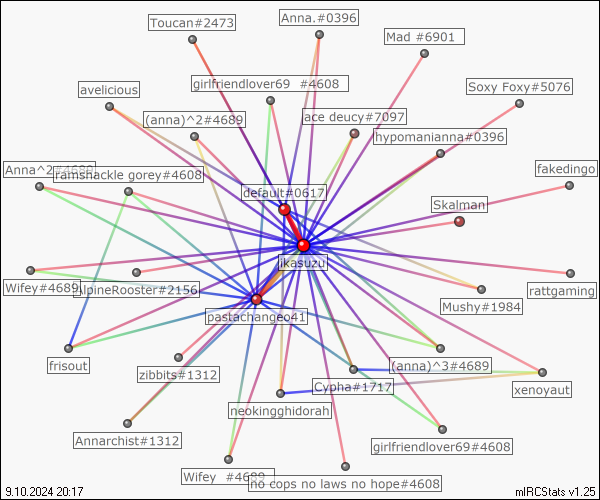 Toucan#2473
Anna.#0396
Mad #6901
avelicious
girlfriendlover69 #4608
Soxy Foxy#5076
(anna)^2#4689
ace deucy#7097
hypomanianna#0396
Anna^2#4689
ramshackle gorey#4608
fakedingo
default#0617
Skalman
ikasuzu
Wifey#4689
AlpineRooster#2156
Mushy#1984
rattgaming
pastachangeo41
frisout
zibbits#1312
Cypha#1717
(anna)^3#4689
xenoyaut
neokingghidorah
Annarchist#1312
girlfriendlover69#4608
Wifey #4689
no cops no laws no hope#4608
9.10.2024 20:17
mIRCStats v1.25